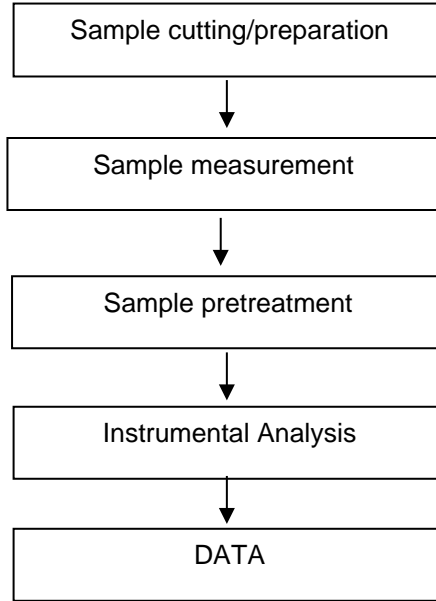 Sample cutting/preparation
Sample measurement
Sample pretreatment
Instrumental Analysis
DATA